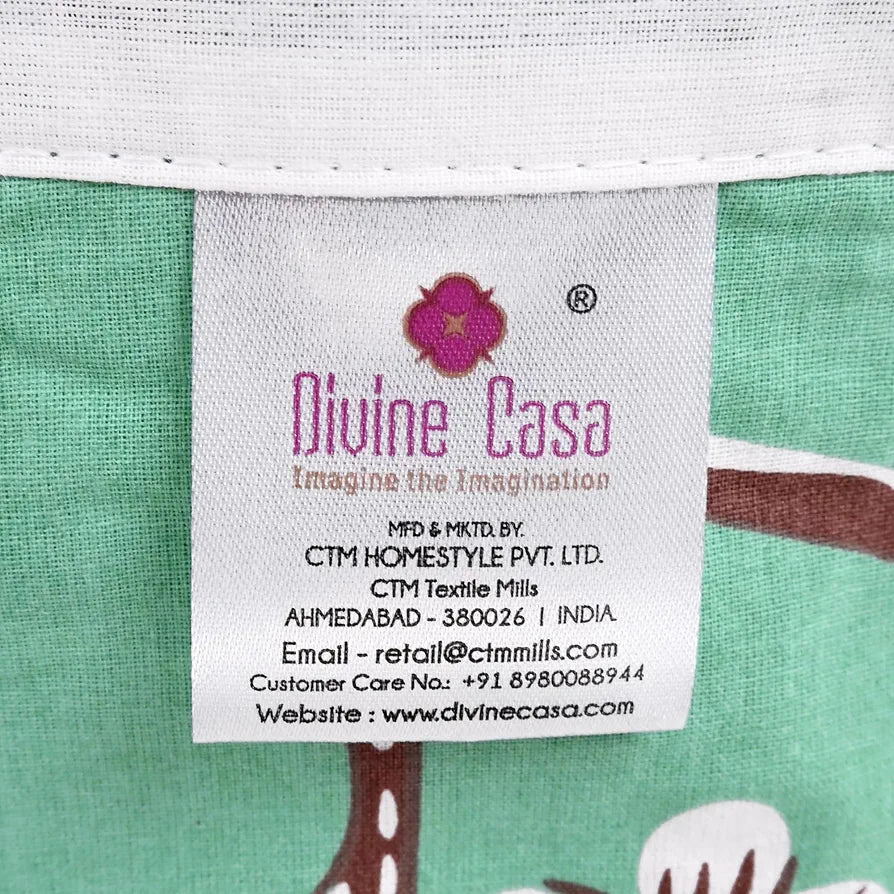 ®
Divine Casa
Imagine the Imagination
MFD & MKTD. BY.
CTM HOMESTYLE PVT. LTD.
CTM Textile Mills
AHMEDABAD - 380026 | INDIA
Email - retail@ctmmills.com
Customer Care No.: +91 8980088944
Website : www.divinecasa.com